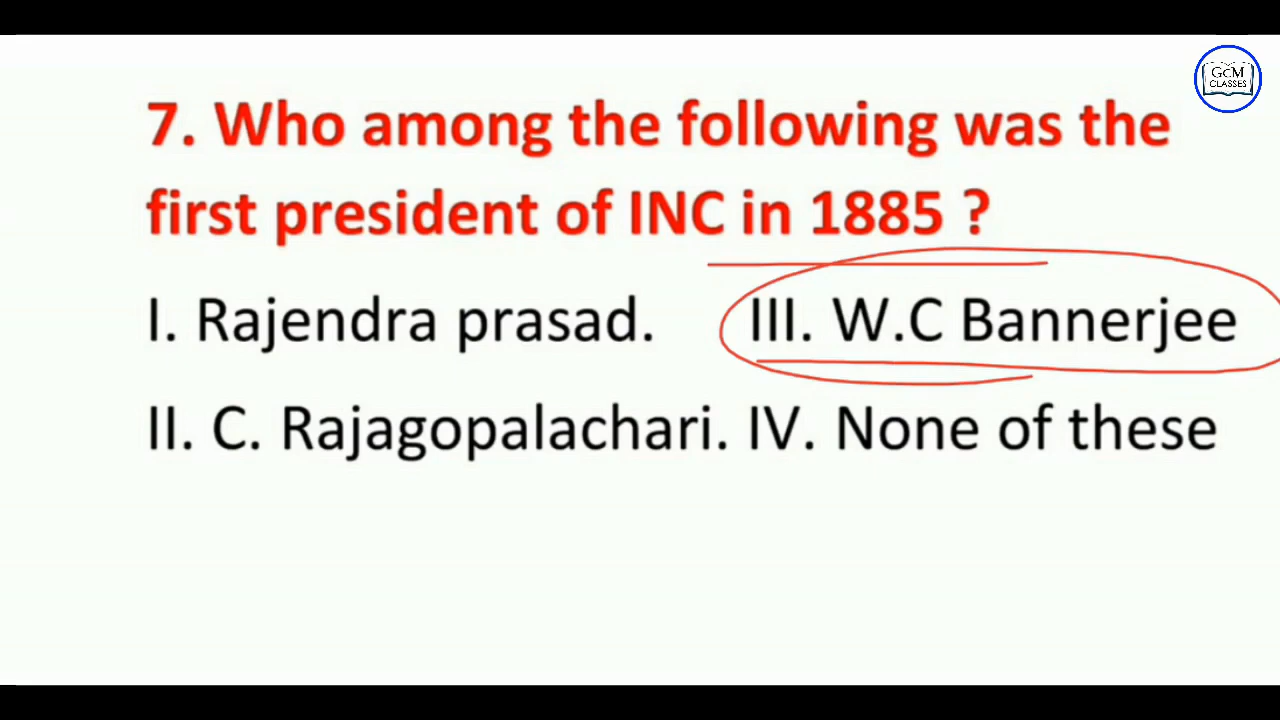 GCM
CLASSES
7. Who among the following was the
first president of INC in 1885 ?
I. Rajendra prasad. III. W.C Bannerjee
II. C. Rajagopalachari. IV. None of these